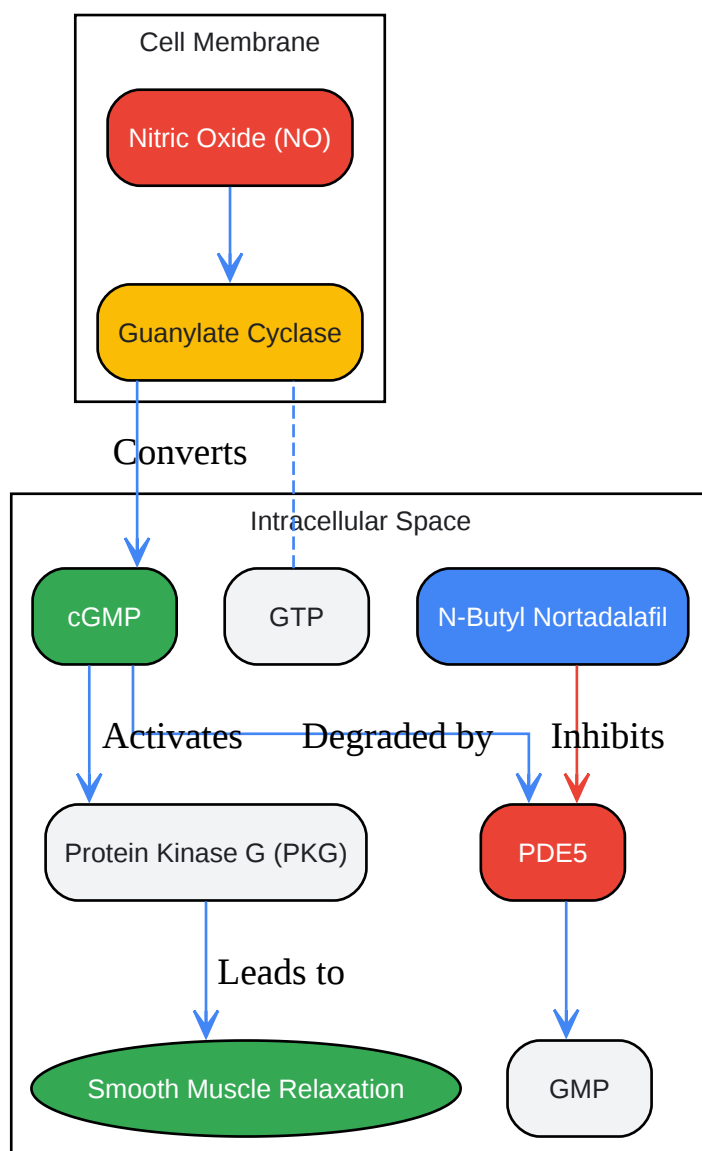 Cell Membrane
Nitric Oxide (NO)
Guanylate Cyclase
Converts
Intracellular Space
cGMP
GTP
N-Butyl Nortadalafil
Activates
Degraded by
Inhibits
Protein Kinase G (PKG)
PDE5
Leads to
Smooth Muscle Relaxation
GMP